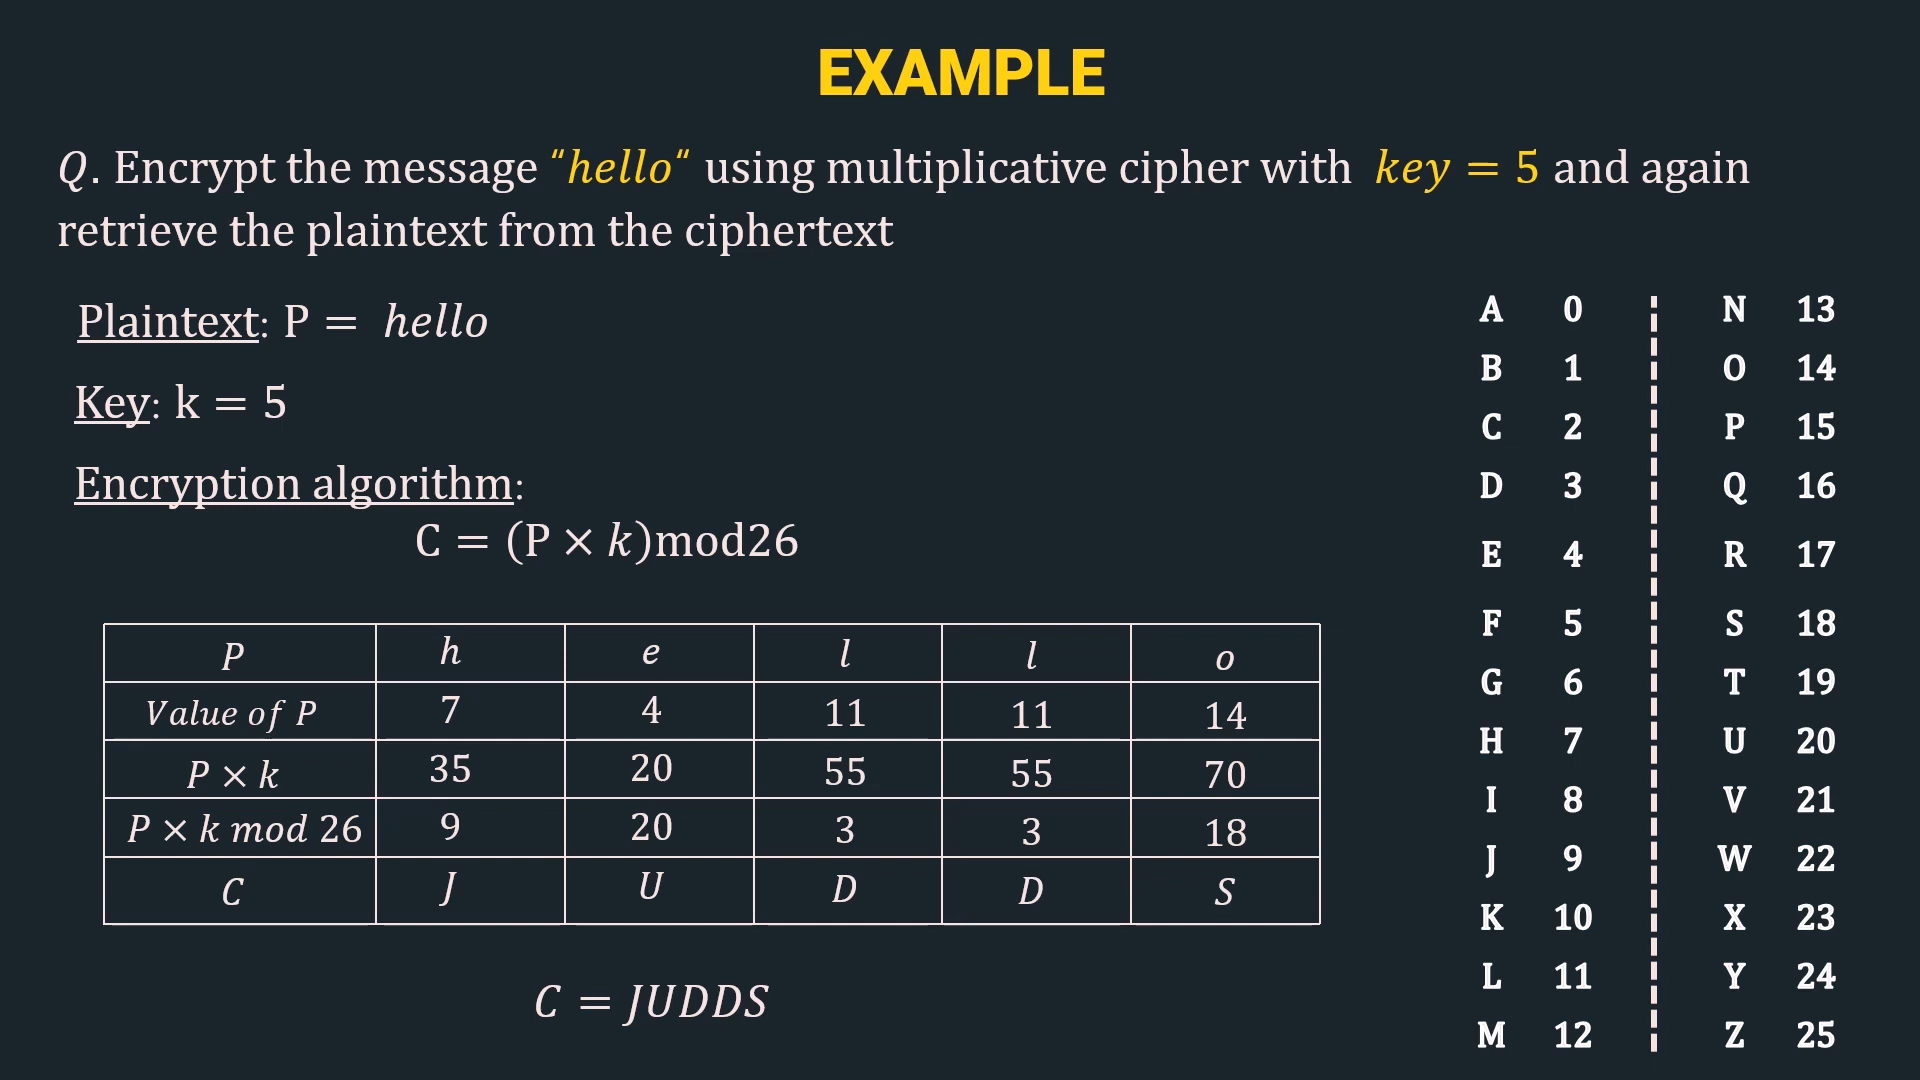 EXAMPLE
Q. Encrypt the message “hello“ using multiplicative cipher with key = 5 and again
retrieve the plaintext from the ciphertext
Plaintext: P = hello
Key: k = 5
Encryption algorithm:
C = (P × k)mod26
P h e l l o
Value of P 7 4 11 11 14
P × k 35 20 55 55 70
P × k mod 26 9 20 3 3 18
C J U D D S
C = JUDDS
A 0 N 13
B 1 O 14
C 2 P 15
D 3 Q 16
E 4 R 17
F 5 S 18
G 6 T 19
H 7 U 20
I 8 V 21
J 9 W 22
K 10 X 23
L 11 Y 24
M 12 Z 25